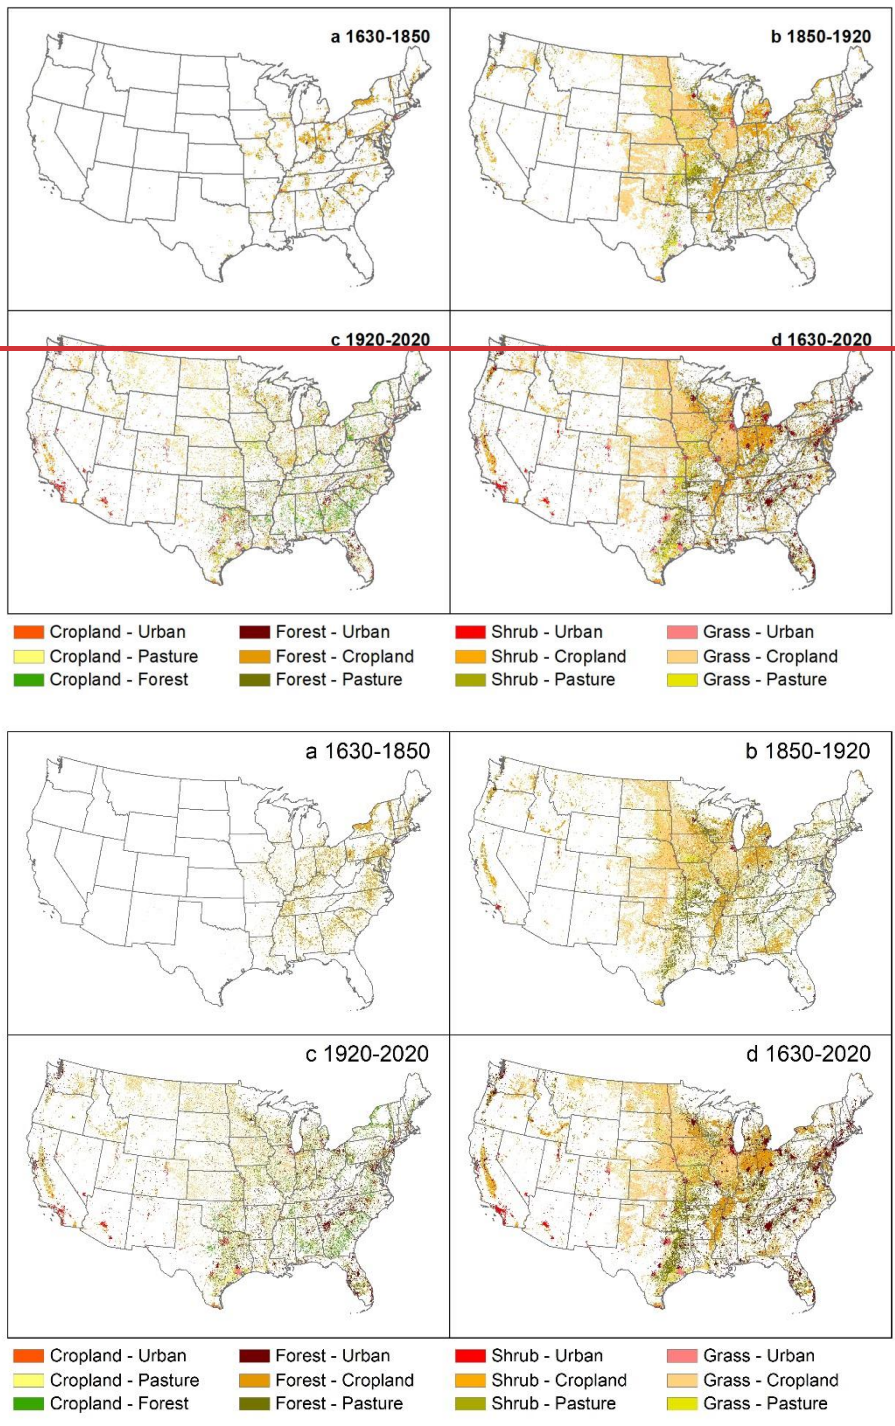 a 1630-1850
b 1850-1920
c 1920-2020
d 1630-2020
Cropland - Urban
Forest - Urban
Shrub - Urban
Grass - Urban
Cropland - Pasture
Forest - Cropland
Shrub - Cropland
Grass - Cropland
Cropland - Forest
Forest - Pasture
Shrub - Pasture
Grass - Pasture
a 1630-1850
b 1850-1920
c 1920-2020
d 1630-2020
Cropland - Urban
Forest - Urban
Shrub - Urban
Grass - Urban
Cropland - Pasture
Forest - Cropland
Shrub - Cropland
Grass - Cropland
Cropland - Forest
Forest - Pasture
Shrub - Pasture
Grass - Pasture